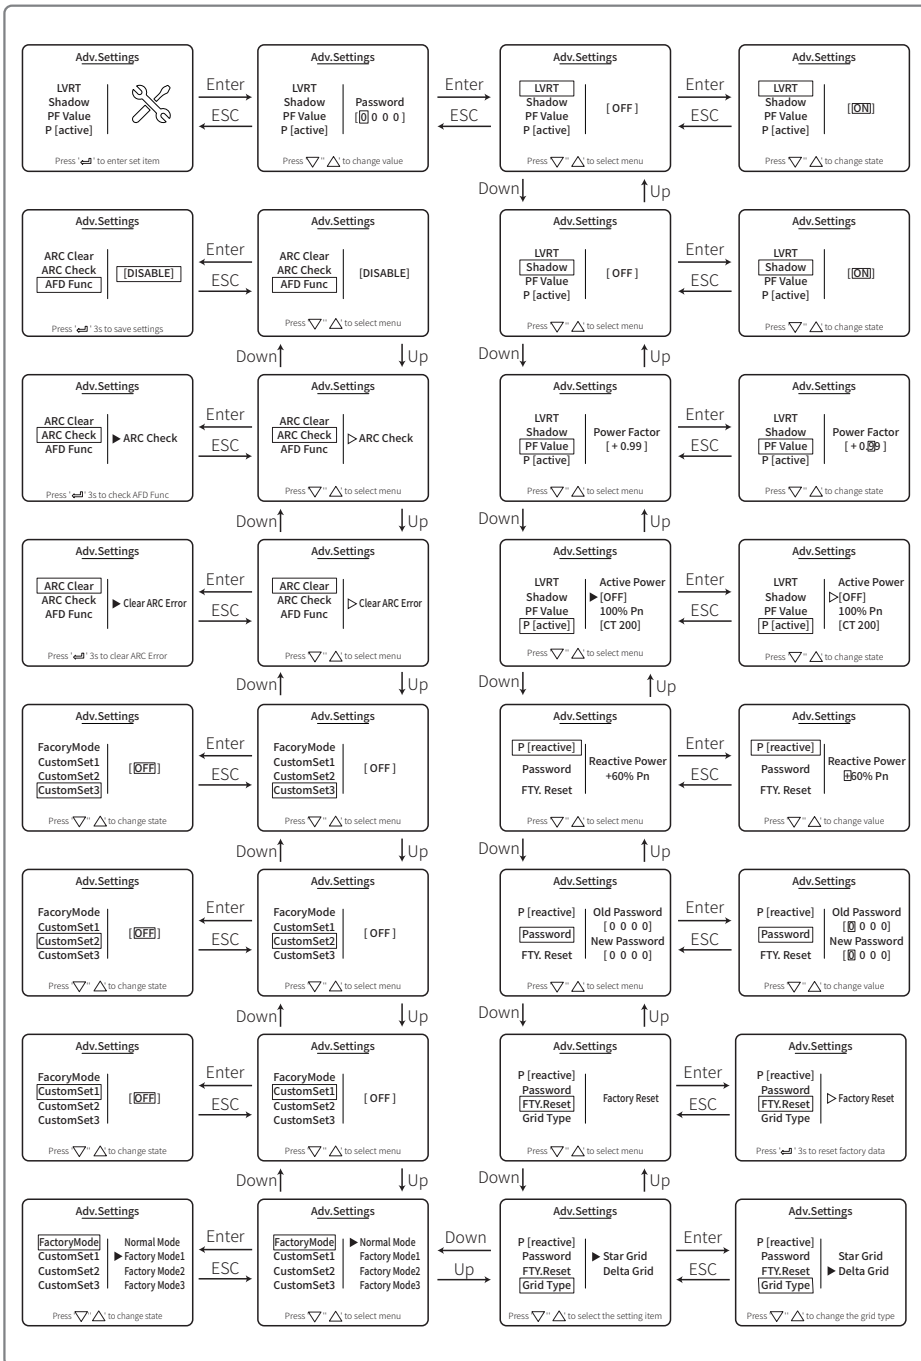 Adv.Settings
LVRT
Shadow
PF Value
P [active]
Press '↵' to enter set item
Enter
ESC
Adv.Settings
LVRT
Shadow
PF Value
P [active]
Password
[0 0 0 0]
Press '▽'' △' to change value
Enter
ESC
Adv.Settings
LVRT
Shadow
PF Value
P [active]
[ OFF ]
Press '▽'' △' to select menu
Enter
ESC
Adv.Settings
LVRT
Shadow
PF Value
P [active]
[ON]
Press '▽'' △' to change state
Down
Up
Adv.Settings
ARC Clear
ARC Check
AFD Func
[DISABLE]
Press '↵' 3s to save settings
Enter
ESC
Adv.Settings
ARC Clear
ARC Check
AFD Func
[DISABLE]
Press '▽'' △' to select menu
Adv.Settings
LVRT
Shadow
PF Value
P [active]
[ OFF ]
Press '▽'' △' to select menu
Enter
ESC
Adv.Settings
LVRT
Shadow
PF Value
P [active]
[ON]
Press '▽'' △' to change state
Down
Up
Down
Up
Adv.Settings
ARC Clear
ARC Check
AFD Func
▶ ARC Check
Press '↵' 3s to check AFD Func
Enter
ESC
Adv.Settings
ARC Clear
ARC Check
AFD Func
▷ ARC Check
Press '▽'' △' to select menu
Adv.Settings
LVRT
Shadow
PF Value
P [active]
Power Factor
[ + 0.99 ]
Press '▽'' △' to select menu
Enter
ESC
Adv.Settings
LVRT
Shadow
PF Value
P [active]
Power Factor
[ + 0.99 ]
Press '▽'' △' to change state
Down
Up
Down
Up
Adv.Settings
ARC Clear
ARC Check
AFD Func
▶ Clear ARC Error
Press '↵' 3s to clear ARC Error
Enter
ESC
Adv.Settings
ARC Clear
ARC Check
AFD Func
▷ Clear ARC Error
Press '▽'' △' to select menu
Adv.Settings
LVRT
Shadow
PF Value
P [active]
Active Power
▶[OFF]
100% Pn
[CT 200]
Press '▽'' △' to select menu
Enter
ESC
Adv.Settings
LVRT
Shadow
PF Value
P [active]
Active Power
▷[OFF]
100% Pn
[CT 200]
Press '▽'' △' to change state
Down
Up
Down
Up
Adv.Settings
FacoryMode
CustomSet1
CustomSet2
CustomSet3
[OFF]
Press '▽'' △' to change state
Enter
ESC
Adv.Settings
FacoryMode
CustomSet1
CustomSet2
CustomSet3
[ OFF ]
Press '▽'' △' to select menu
Adv.Settings
P [reactive]
Password
FTY. Reset
Reactive Power
+60% Pn
Press '▽'' △' to select menu
Enter
ESC
Adv.Settings
P [reactive]
Password
FTY. Reset
Reactive Power
+60% Pn
Press '▽'' △' to change value
Down
Up
Down
Up
Adv.Settings
FacoryMode
CustomSet1
CustomSet2
CustomSet3
[OFF]
Press '▽'' △' to change state
Enter
ESC
Adv.Settings
FacoryMode
CustomSet1
CustomSet2
CustomSet3
[ OFF ]
Press '▽'' △' to select menu
Adv.Settings
P [reactive]
Password
FTY. Reset
Old Password
[ 0 0 0 0 ]
New Password
[ 0 0 0 0 ]
Press '▽'' △' to select menu
Enter
ESC
Adv.Settings
P [reactive]
Password
FTY. Reset
Old Password
[0 0 0 0 ]
New Password
[0 0 0 0 ]
Press '▽'' △' to change value
Down
Up
Down
Up
Adv.Settings
FacoryMode
CustomSet1
CustomSet2
CustomSet3
[OFF]
Press '▽'' △' to change state
Enter
ESC
Adv.Settings
FacoryMode
CustomSet1
CustomSet2
CustomSet3
[ OFF ]
Press '▽'' △' to select menu
Adv.Settings
P [reactive]
Password
FTY.Reset
Grid Type
Factory Reset
Press '▽'' △' to select menu
Enter
ESC
Adv.Settings
P [reactive]
Password
FTY.Reset
Grid Type
▷ Factory Reset
Press '↵' 3s to reset factory data
Down
Up
Down
Up
Adv.Settings
FactoryMode
CustomSet1
CustomSet2
CustomSet3
Normal Mode
▶ Factory Mode1
Factory Mode2
Factory Mode3
Press '▽'' △' to change state
Enter
ESC
Adv.Settings
FactoryMode
CustomSet1
CustomSet2
CustomSet3
▶ Normal Mode
Factory Mode1
Factory Mode2
Factory Mode3
Press '▽'' △' to select menu
Down
Up
Adv.Settings
P [reactive]
Password
FTY.Reset
Grid Type
▶ Star Grid
Delta Grid
Press '▽'' △' to select the setting item
Enter
ESC
Adv.Settings
P [reactive]
Password
FTY.Reset
Grid Type
Star Grid
▶ Delta Grid
Press '▽'' △' to change the grid type